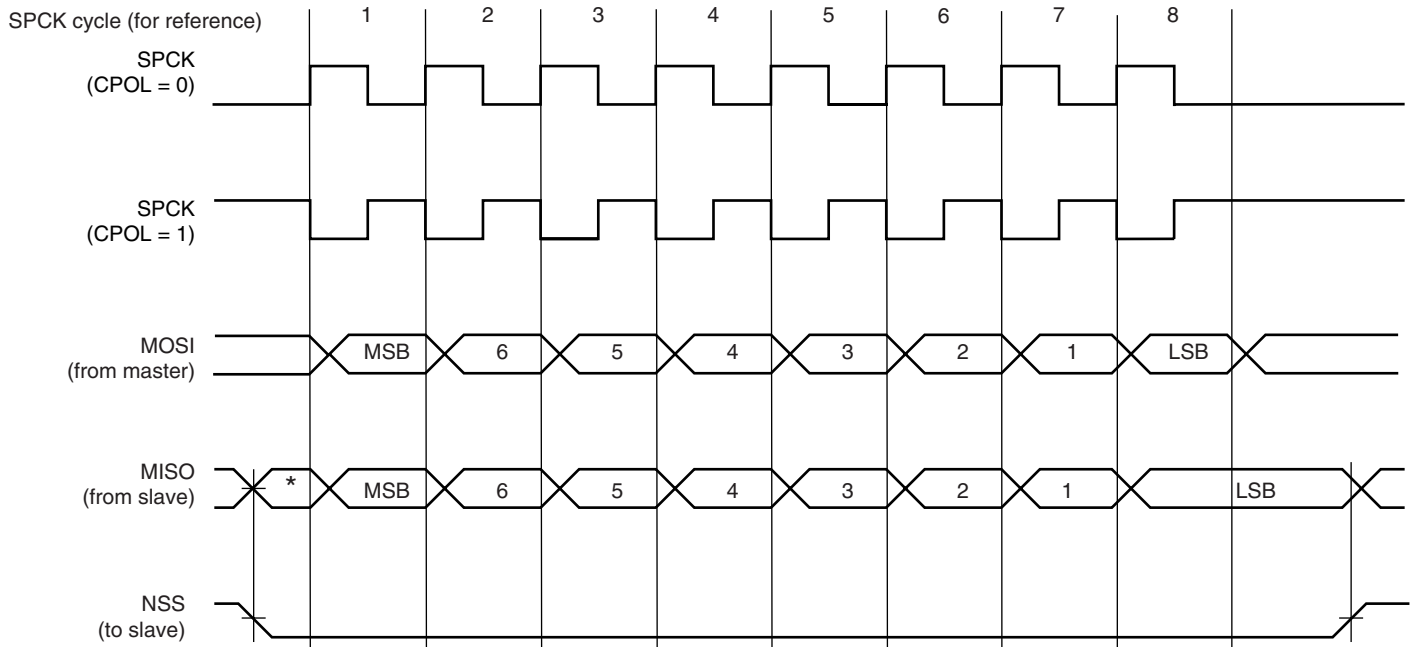 SPCK cycle (for reference) 1 2 3 4 5 6 7 8
SPCK
(CPOL = 0)
SPCK
(CPOL = 1)
MOSI
(from master)
MSB 6 5 4 3 2 1 LSB
MISO
(from slave)
* MSB 6 5 4 3 2 1 LSB
NSS
(to slave)